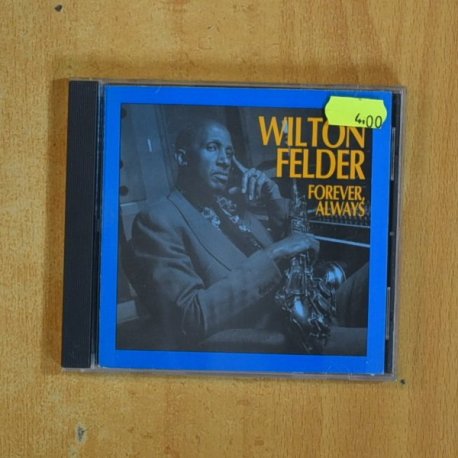 4.00
WILTON
FELDER
FOREVER,
ALWAYS